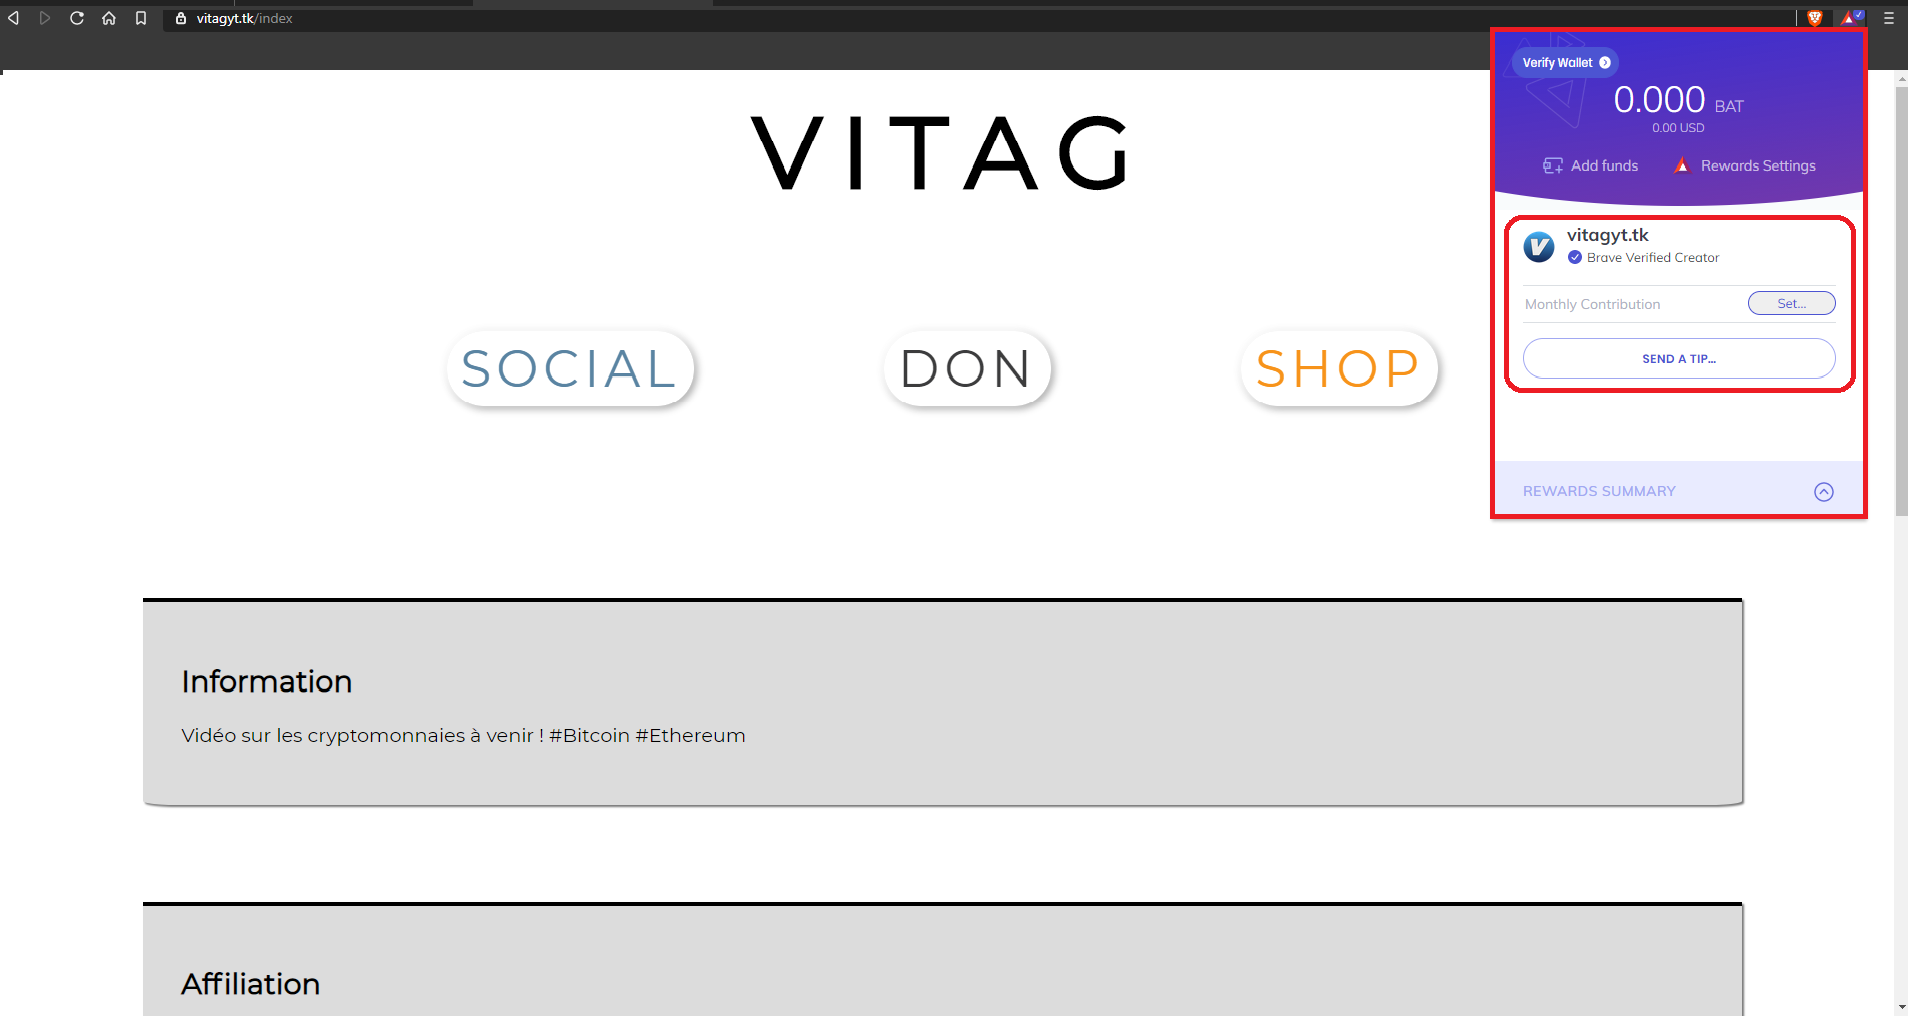 vitagyt.tk/index
Verify Wallet
0.000 BAT
0.00 USD
Add funds
Rewards Settings
vitagyt.tk
Brave Verified Creator
Monthly Contribution
Set...
SEND A TIP...
REWARDS SUMMARY
VITAG
SOCIAL
DON
SHOP
Information
Vidéo sur les cryptomonnaies à venir ! #Bitcoin #Ethereum
Affiliation